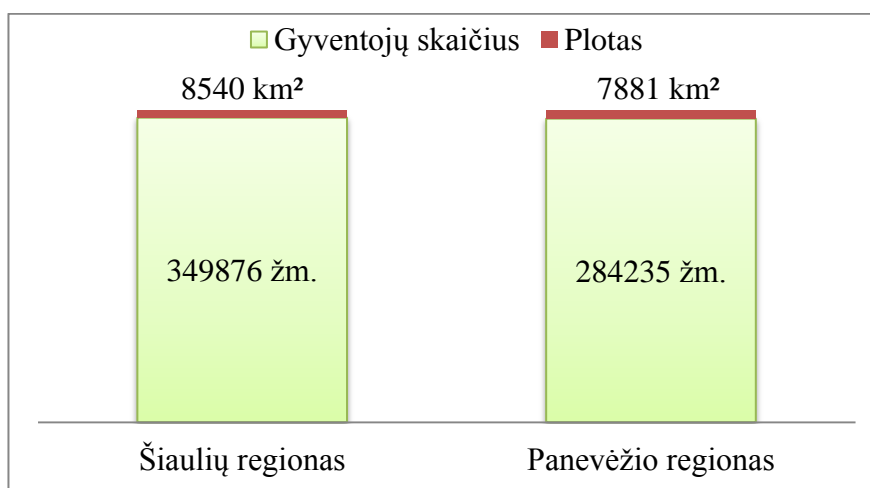 Gyventojų skaičius Plotas
8540 km² 7881 km²
349876 žm. 284235 žm.
Šiaulių regionas Panevėžio regionas